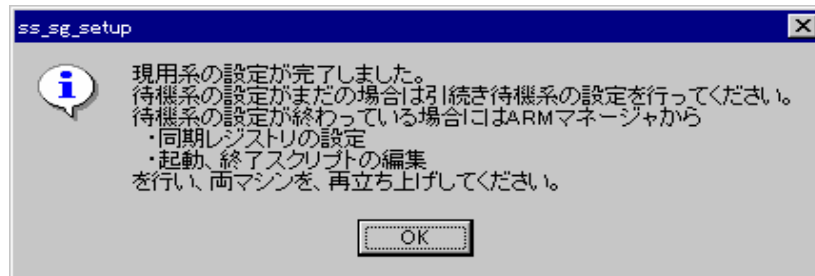 ss_sg_setup
現用系の設定が完了しました。
待機系の設定がまだの場合は引続き待機系の設定を行ってください。
待機系の設定が終わっている場合にはARMマネージャから
・同期レジストリの設定
・起動、終了スクリプトの編集
を行い、両マシンを、再立ち上げしてください。
OK